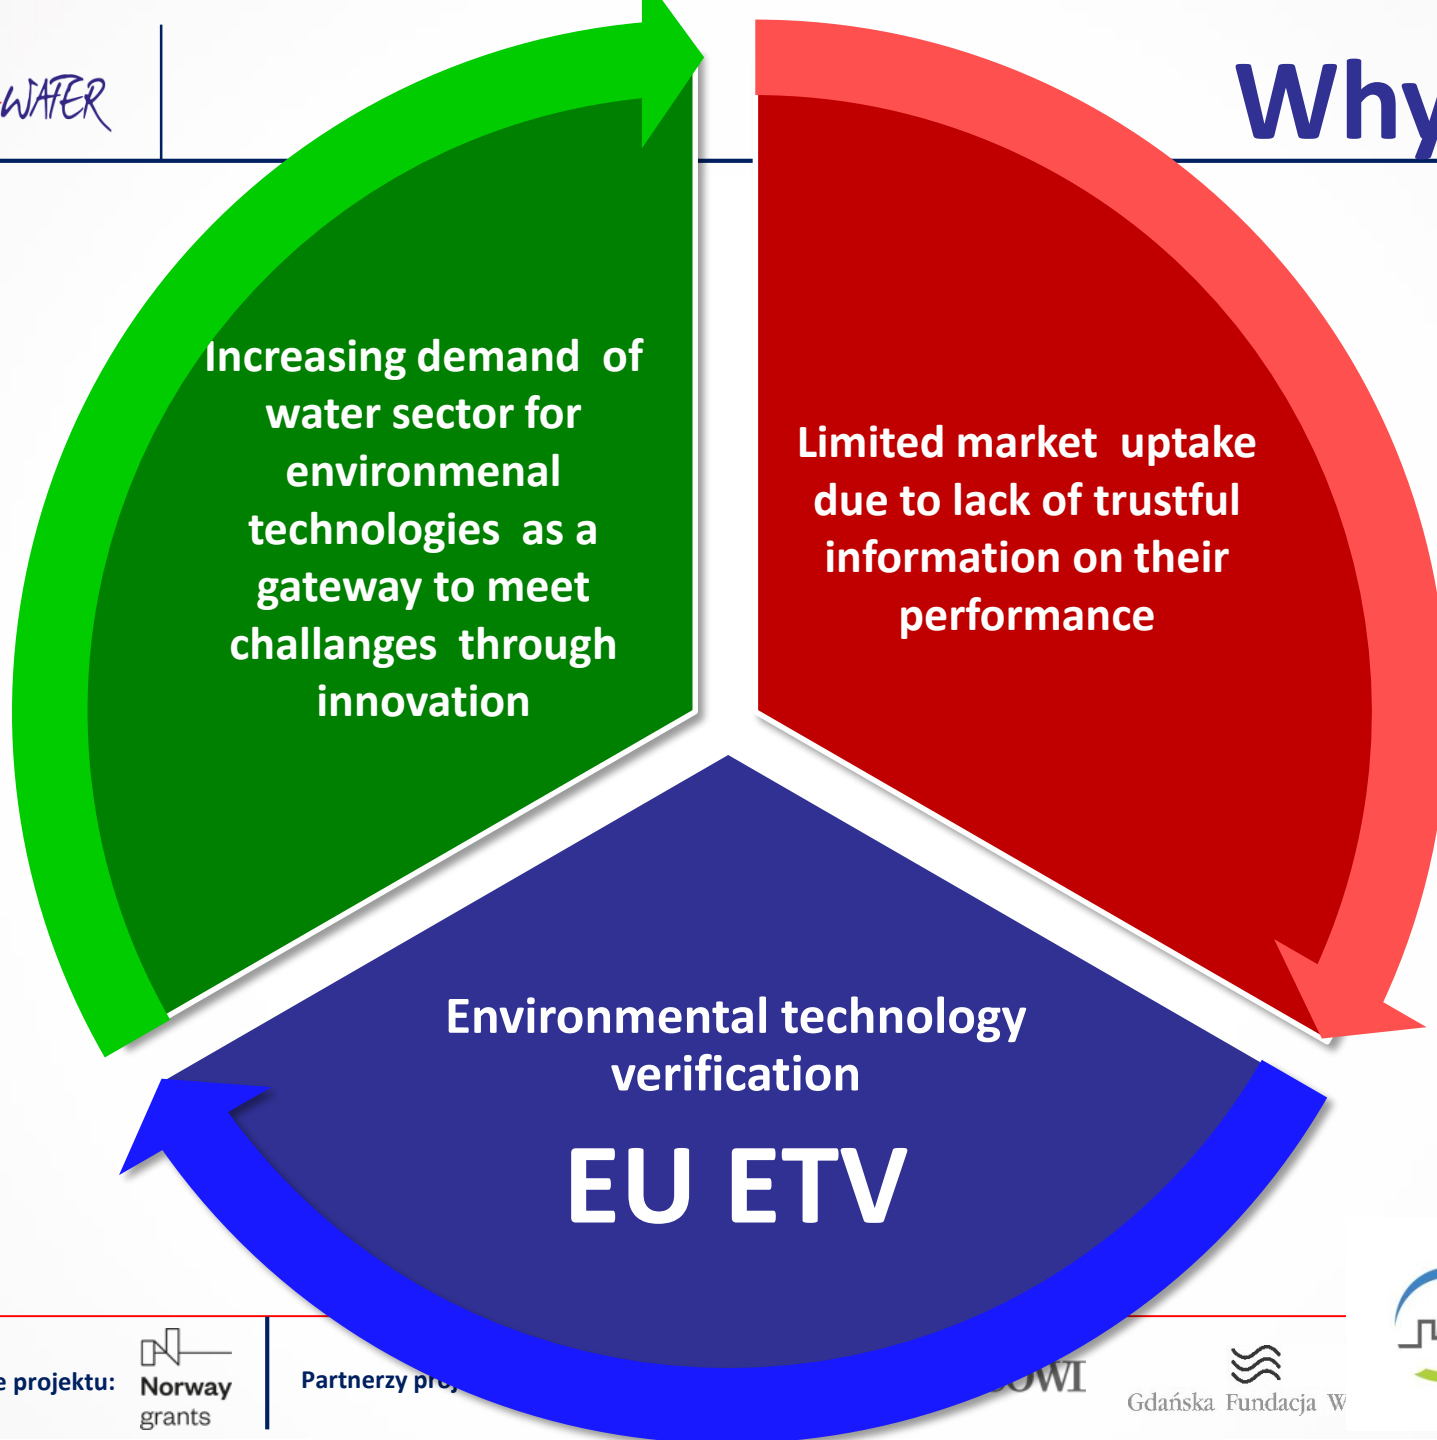 WATER
Why
Increasing demand of
water sector for
environmenal
technologies as a
gateway to meet
challanges through
innovation
Limited market uptake
due to lack of trustful
information on their
performance
Environmental technology
verification
EU ETV
e projektu:
Norway
grants
Partnerzy
OWI
Gdańska Fundacja W